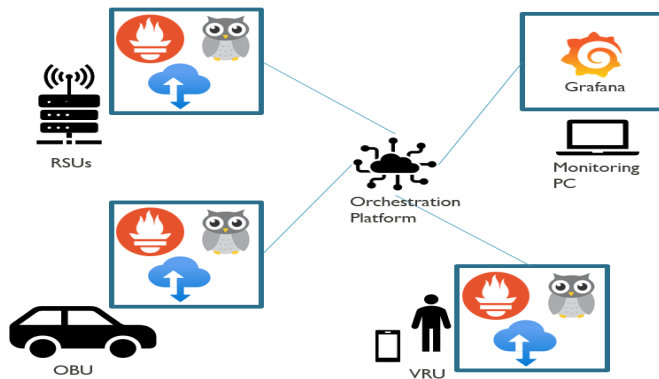 Grafana
RSUs
Monitoring
PC
Orchestration
Platform
OBU
VRU